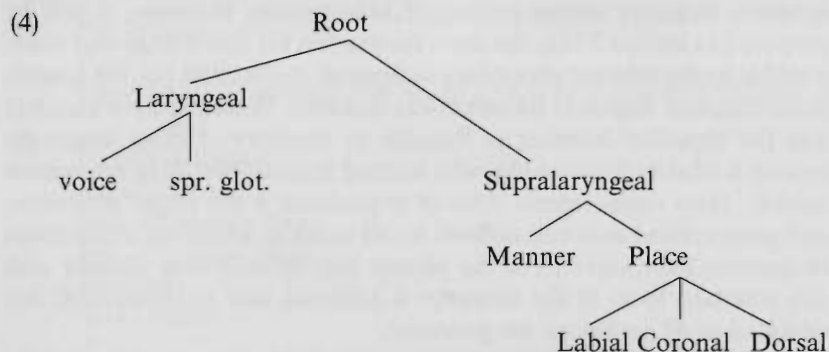 (4) Root
Laryngeal
voice spr. glot. Supralaryngeal
Manner Place
Labial Coronal Dorsal